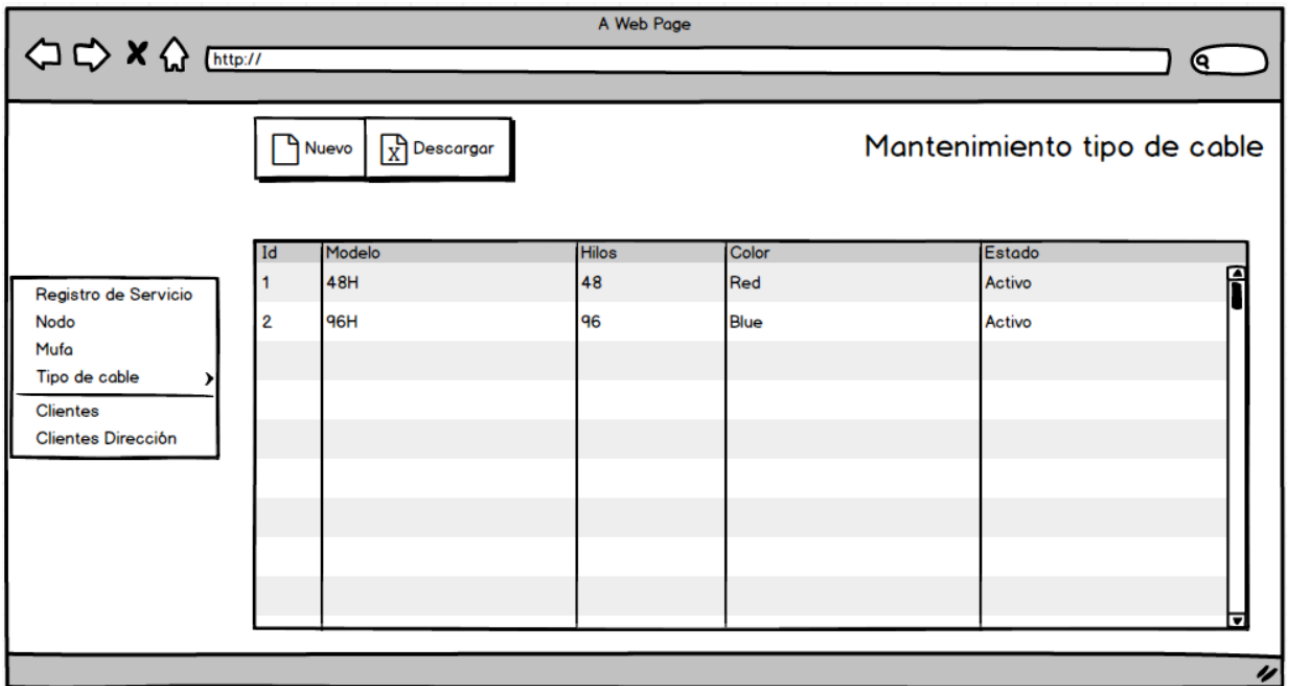 A Web Page
http://
Nuevo
Descargar
Mantenimiento tipo de cable
Registro de Servicio
Nodo
Mufa
Tipo de cable
Clientes
Clientes Dirección
Id Modelo Hilos Color Estado
1 48H 48 Red Activo
2 96H 96 Blue Activo